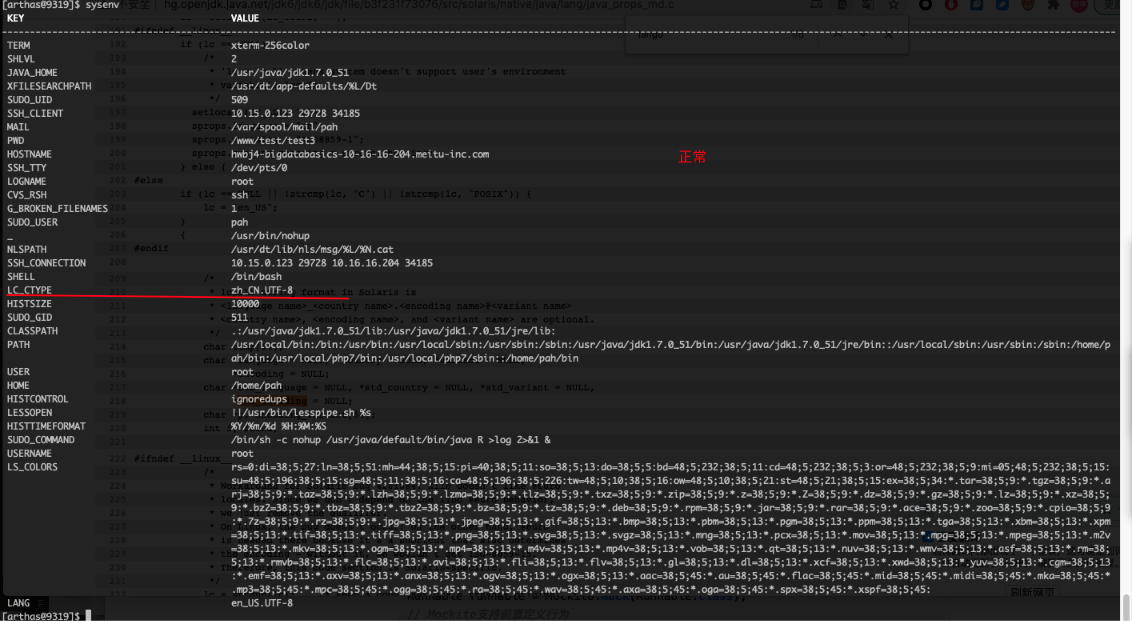 [arthas@9319]$ sysenv
hg.openjdk.java.net/jdk6/jdk6/jdk/file/b3f231f73076/src/solaris/native/java/lang/java_props_md.c
KEY VALUE
TERM xterm-256color
SHLVL 2
JAVA_HOME /usr/java/jdk1.7.0_51
XFILESEARCHPATH /usr/dt/app-defaults/%L/Dt
SUDO_UID 509
SSH_CLIENT 10.15.0.123 29728 34185
MAIL /var/spool/mail/pah
PWD /www/test/test3
HOSTNAME hwbj4-bigdatabasics-10-16-16-204.meitu-inc.com
正常
SSH_TTY /dev/pts/0
LOGNAME root
CVS_RSH ssh
G_BROKEN_FILENAMES 1
SUDO_USER pah
_ /usr/bin/nohup
NLSPATH /usr/dt/lib/nls/msg/%L/%N.cat
SSH_CONNECTION 10.15.0.123 29728 10.16.16.204 34185
SHELL /bin/bash
LC_CTYPE zh_CN.UTF-8
HISTSIZE 10000
SUDO_GID 511
CLASSPATH .:/usr/java/jdk1.7.0_51/lib:/usr/java/jdk1.7.0_51/jre/lib:
PATH /usr/local/bin:/bin:/usr/bin:/usr/local/sbin:/usr/sbin:/sbin:/usr/java/jdk1.7.0_51/bin:/usr/java/jdk1.7.0_51/jre/bin::/usr/local/sbin:/usr/sbin:/sbin:/home/p
ah/bin:/usr/local/php7/bin:/usr/local/php7/sbin::/home/pah/bin
USER root
HOME /home/pah
HISTCONTROL ignoredups
LESSOPEN ||/usr/bin/lesspipe.sh %s
HISTTIMEFORMAT %Y/%m/%d %H:%M:%S
SUDO_COMMAND /bin/sh -c nohup /usr/java/default/bin/java R >log 2>&1 &
USERNAME root
LS_COLORS rs=0:di=38;5;27:ln=38;5;51:mh=44;38;5;15:pi=40;38;5;11:so=38;5;13:do=38;5;5:bd=48;5;232;38;5;11:cd=48;5;232;38;5;3:or=48;5;232;38;5;9:mi=05;48;5;232;38;5;15:
su=48;5;196;38;5;15:sg=48;5;11;38;5;16:ca=48;5;196;38;5;226:tw=48;5;10;38;5;16:ow=48;5;10;38;5;21:st=48;5;21;38;5;15:ex=38;5;34:*.tar=38;5;9:*.tgz=38;5;9:*.a
rj=38;5;9:*.taz=38;5;9:*.lzh=38;5;9:*.lzma=38;5;9:*.tlz=38;5;9:*.txz=38;5;9:*.zip=38;5;9:*.z=38;5;9:*.Z=38;5;9:*.dz=38;5;9:*.gz=38;5;9:*.lz=38;5;9:*.xz=38;5;
9:*.bz2=38;5;9:*.tbz=38;5;9:*.tbz2=38;5;9:*.bz=38;5;9:*.tz=38;5;9:*.deb=38;5;9:*.rpm=38;5;9:*.jar=38;5;9:*.rar=38;5;9:*.ace=38;5;9:*.zoo=38;5;9:*.cpio=38;5;
9:*.7z=38;5;9:*.rz=38;5;9:*.jpg=38;5;13:*.jpeg=38;5;13:*.gif=38;5;13:*.bmp=38;5;13:*.pbm=38;5;13:*.pgm=38;5;13:*.ppm=38;5;13:*.tga=38;5;13:*.xbm=38;5;13:*.xpm
=38;5;13:*.tif=38;5;13:*.tiff=38;5;13:*.png=38;5;13:*.svg=38;5;13:*.svgz=38;5;13:*.mng=38;5;13:*.pcx=38;5;13:*.mov=38;5;13:*.mpg=38;5;13:*.mpeg=38;5;13:*.m2v
=38;5;13:*.mkv=38;5;13:*.ogm=38;5;13:*.mp4=38;5;13:*.m4v=38;5;13:*.mp4v=38;5;13:*.vob=38;5;13:*.qt=38;5;13:*.nuv=38;5;13:*.wmv=38;5;13:*.asf=38;5;13:*.rm=38;5
;13:*.rmvb=38;5;13:*.flc=38;5;13:*.avi=38;5;13:*.fli=38;5;13:*.flv=38;5;13:*.gl=38;5;13:*.dl=38;5;13:*.xcf=38;5;13:*.xwd=38;5;13:*.yuv=38;5;13:*.cgm=38;5;13
:*.emf=38;5;13:*.axv=38;5;13:*.anx=38;5;13:*.ogv=38;5;13:*.ogx=38;5;13:*.aac=38;5;45:*.au=38;5;45:*.flac=38;5;45:*.mid=38;5;45:*.midi=38;5;45:*.mka=38;5;45:*
.mp3=38;5;45:*.mpc=38;5;45:*.ogg=38;5;45:*.ra=38;5;45:*.wav=38;5;45:*.axa=38;5;45:*.oga=38;5;45:*.spx=38;5;45:*.xspf=38;5;45:
LANG en_US.UTF-8
[arthas@9319]$